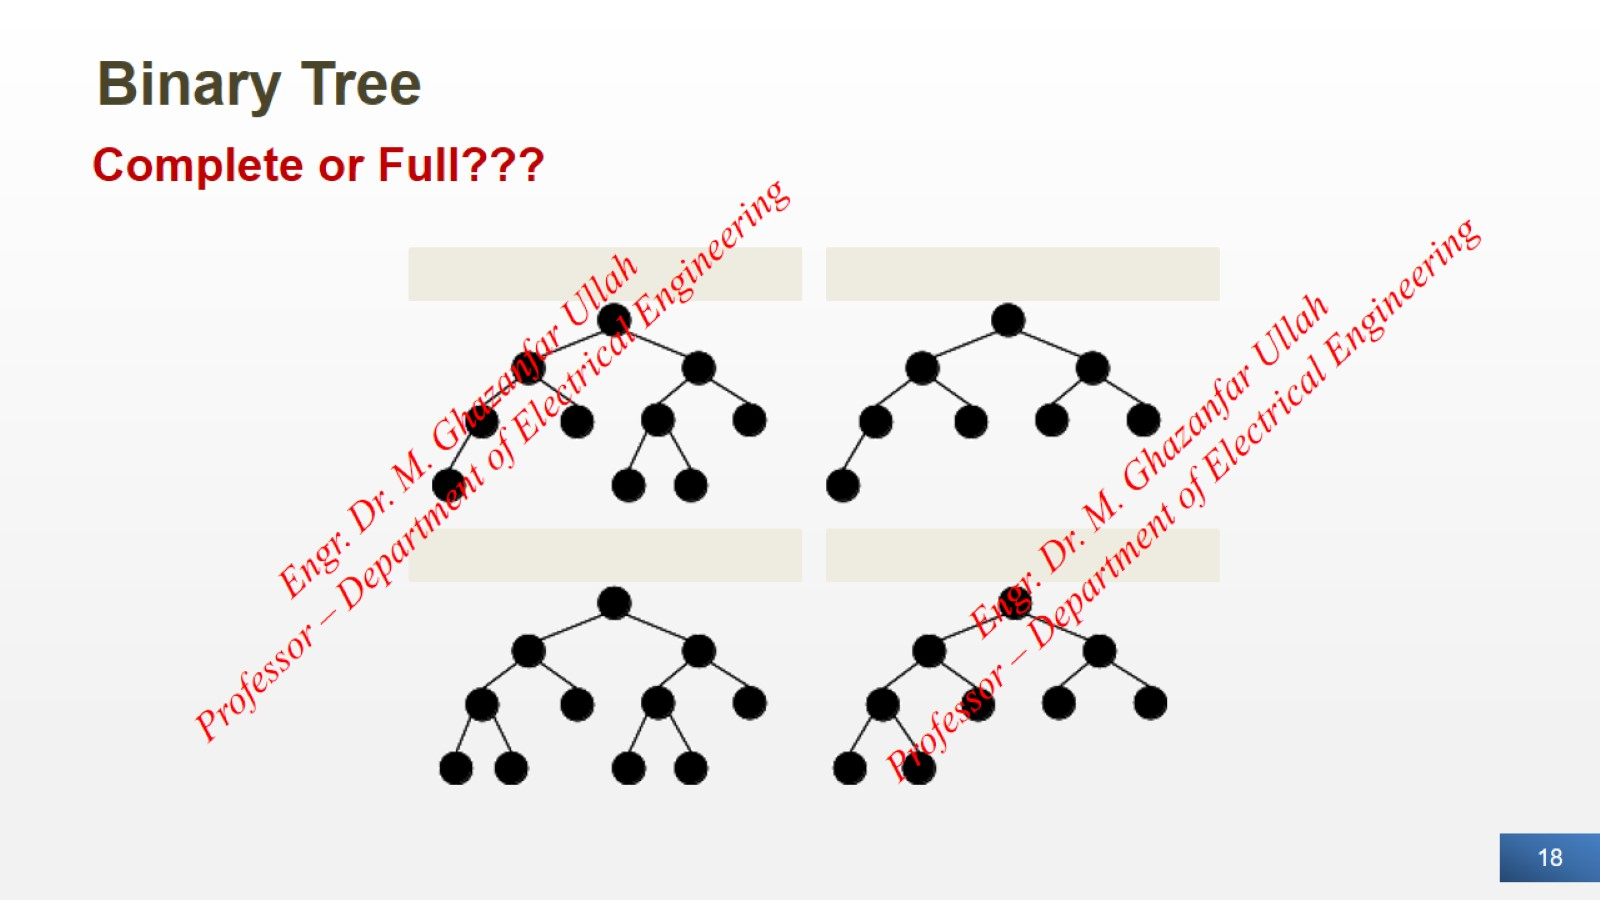 Binary Tree
Complete or Full???
Engr. Dr. M. Ghazanfar Ullah
Professor – Department of Electrical Engineering
Engr. Dr. M. Ghazanfar Ullah
Professor – Department of Electrical Engineering
18